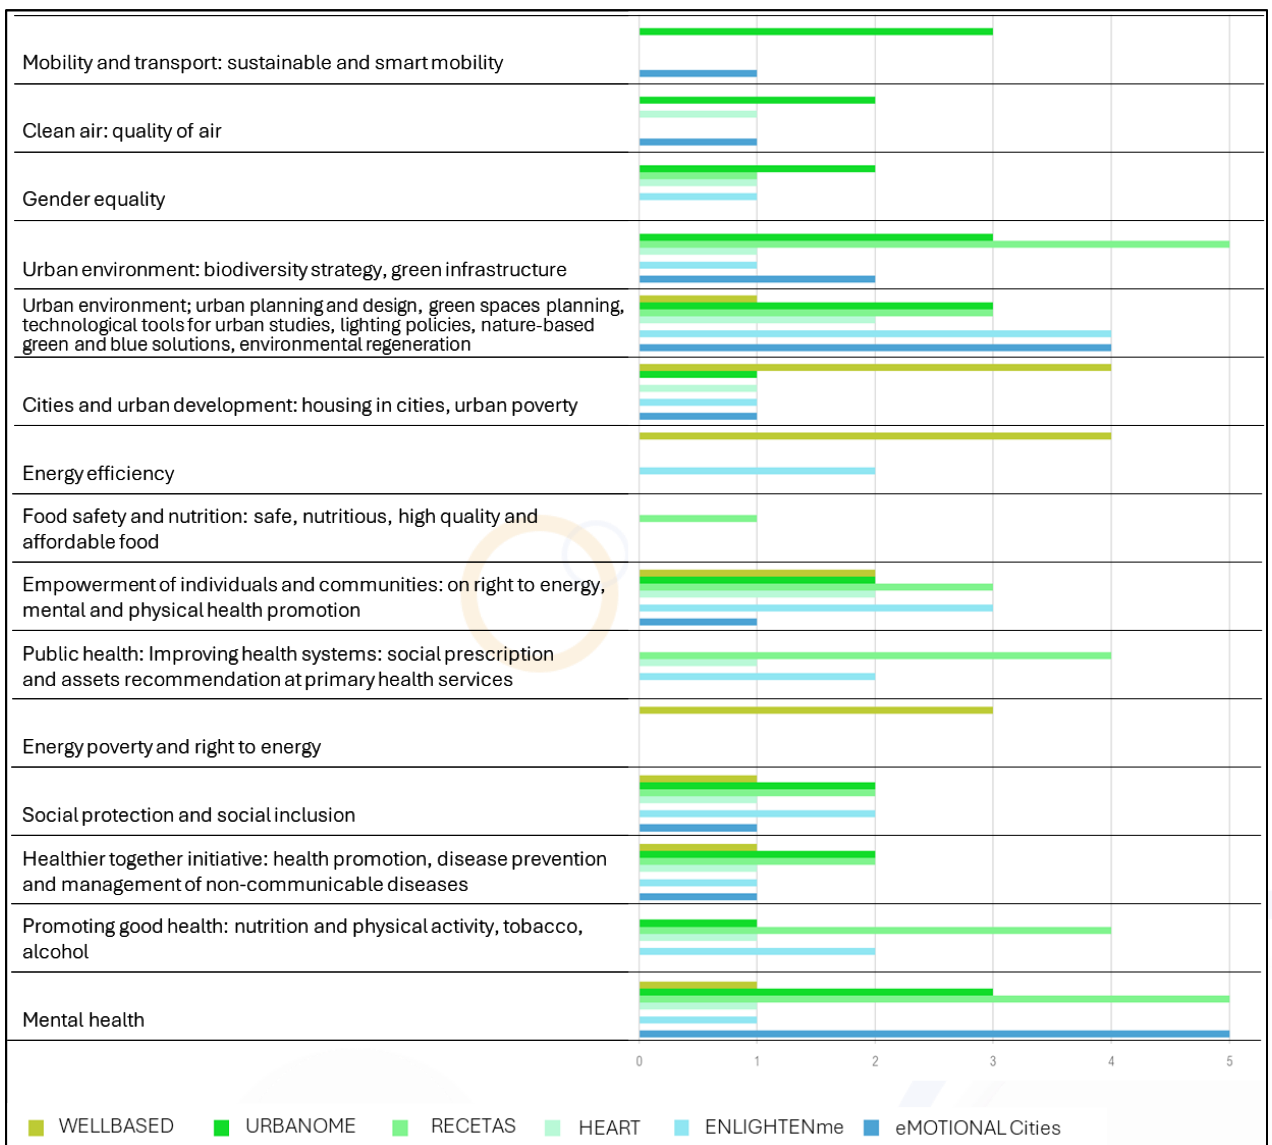 Mobility and transport: sustainable and smart mobility
Clean air: quality of air
Gender equality
Urban environment: biodiversity strategy, green infrastructure
Urban environment; urban planning and design, green spaces planning,
technological tools for urban studies, lighting policies, nature-based
green and blue solutions, environmental regeneration
Cities and urban development: housing in cities, urban poverty
Energy efficiency
Food safety and nutrition: safe, nutritious, high quality and
affordable food
Empowerment of individuals and communities: on right to energy,
mental and physical health promotion
Public health: Improving health systems: social prescription
and assets recommendation at primary health services
Energy poverty and right to energy
Social protection and social inclusion
Healthier together initiative: health promotion, disease prevention
and management of non-communicable diseases
Promoting good health: nutrition and physical activity, tobacco,
alcohol
Mental health
0 1 2 3 4 5
WELLBASED URBANOME RECETAS HEART ENLIGHTENme eMOTIONAL Cities